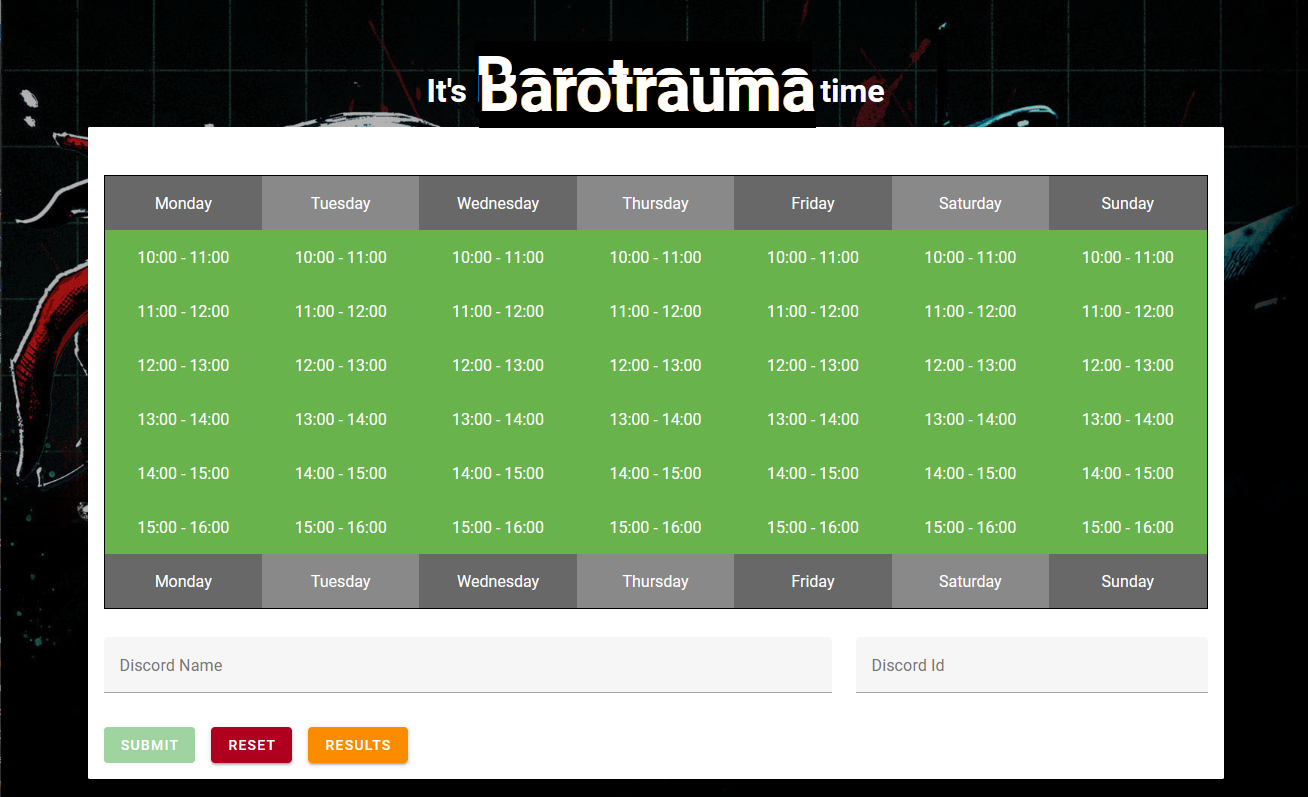 It's Barotrauma time
Monday Tuesday Wednesday Thursday Friday Saturday Sunday
10:00 - 11:00 10:00 - 11:00 10:00 - 11:00 10:00 - 11:00 10:00 - 11:00 10:00 - 11:00 10:00 - 11:00
11:00 - 12:00 11:00 - 12:00 11:00 - 12:00 11:00 - 12:00 11:00 - 12:00 11:00 - 12:00 11:00 - 12:00
12:00 - 13:00 12:00 - 13:00 12:00 - 13:00 12:00 - 13:00 12:00 - 13:00 12:00 - 13:00 12:00 - 13:00
13:00 - 14:00 13:00 - 14:00 13:00 - 14:00 13:00 - 14:00 13:00 - 14:00 13:00 - 14:00 13:00 - 14:00
14:00 - 15:00 14:00 - 15:00 14:00 - 15:00 14:00 - 15:00 14:00 - 15:00 14:00 - 15:00 14:00 - 15:00
15:00 - 16:00 15:00 - 16:00 15:00 - 16:00 15:00 - 16:00 15:00 - 16:00 15:00 - 16:00 15:00 - 16:00
Monday Tuesday Wednesday Thursday Friday Saturday Sunday
Discord Name Discord Id
SUBMIT RESET RESULTS